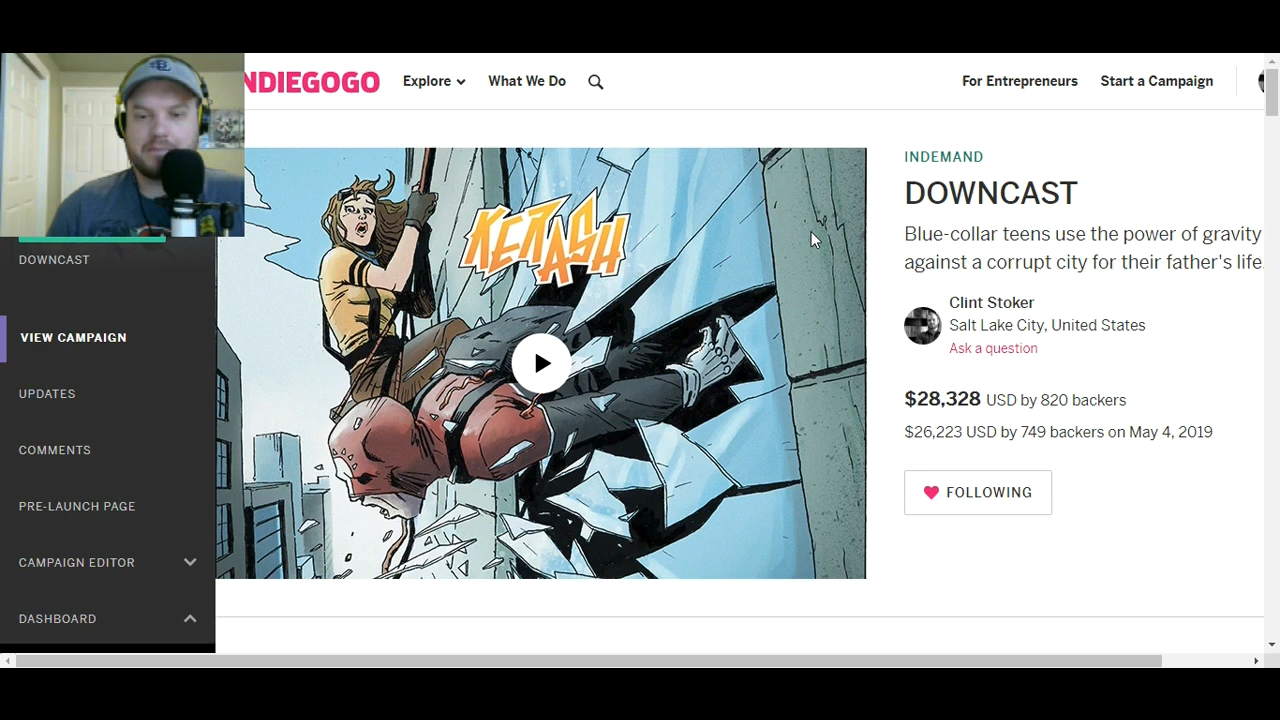 NDIEGOGO
Explore
What We Do
For Entrepreneurs
Start a Campaign
INDEMAND
DOWNCAST
Blue-collar teens use the power of gravity
against a corrupt city for their father's life.
Clint Stoker
Salt Lake City, United States
Ask a question
$28,328 USD by 820 backers
$26,223 USD by 749 backers on May 4, 2019
FOLLOWING
KERASH
DOWNCAST
VIEW CAMPAIGN
UPDATES
COMMENTS
PRE-LAUNCH PAGE
CAMPAIGN EDITOR
DASHBOARD